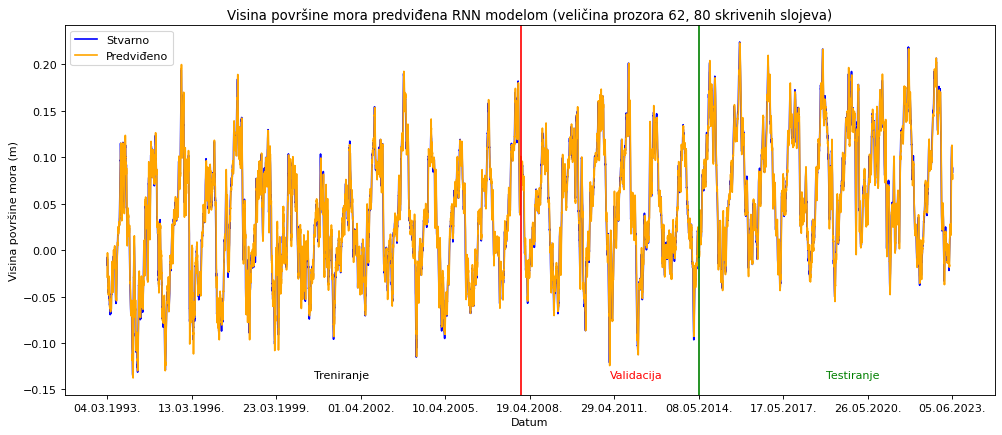 Visina površine mora predviđena RNN modelom (veličina prozora 62, 80 skrivenih slojeva)
Stvarno
Predviđeno
Visina površine mora (m)
0.20
0.15
0.10
0.05
0.00
−0.05
−0.10
−0.15
Treniranje
Validacija
Testiranje
04.03.1993.
13.03.1996.
23.03.1999.
01.04.2002.
10.04.2005.
19.04.2008.
29.04.2011.
08.05.2014.
17.05.2017.
26.05.2020.
05.06.2023.
Datum